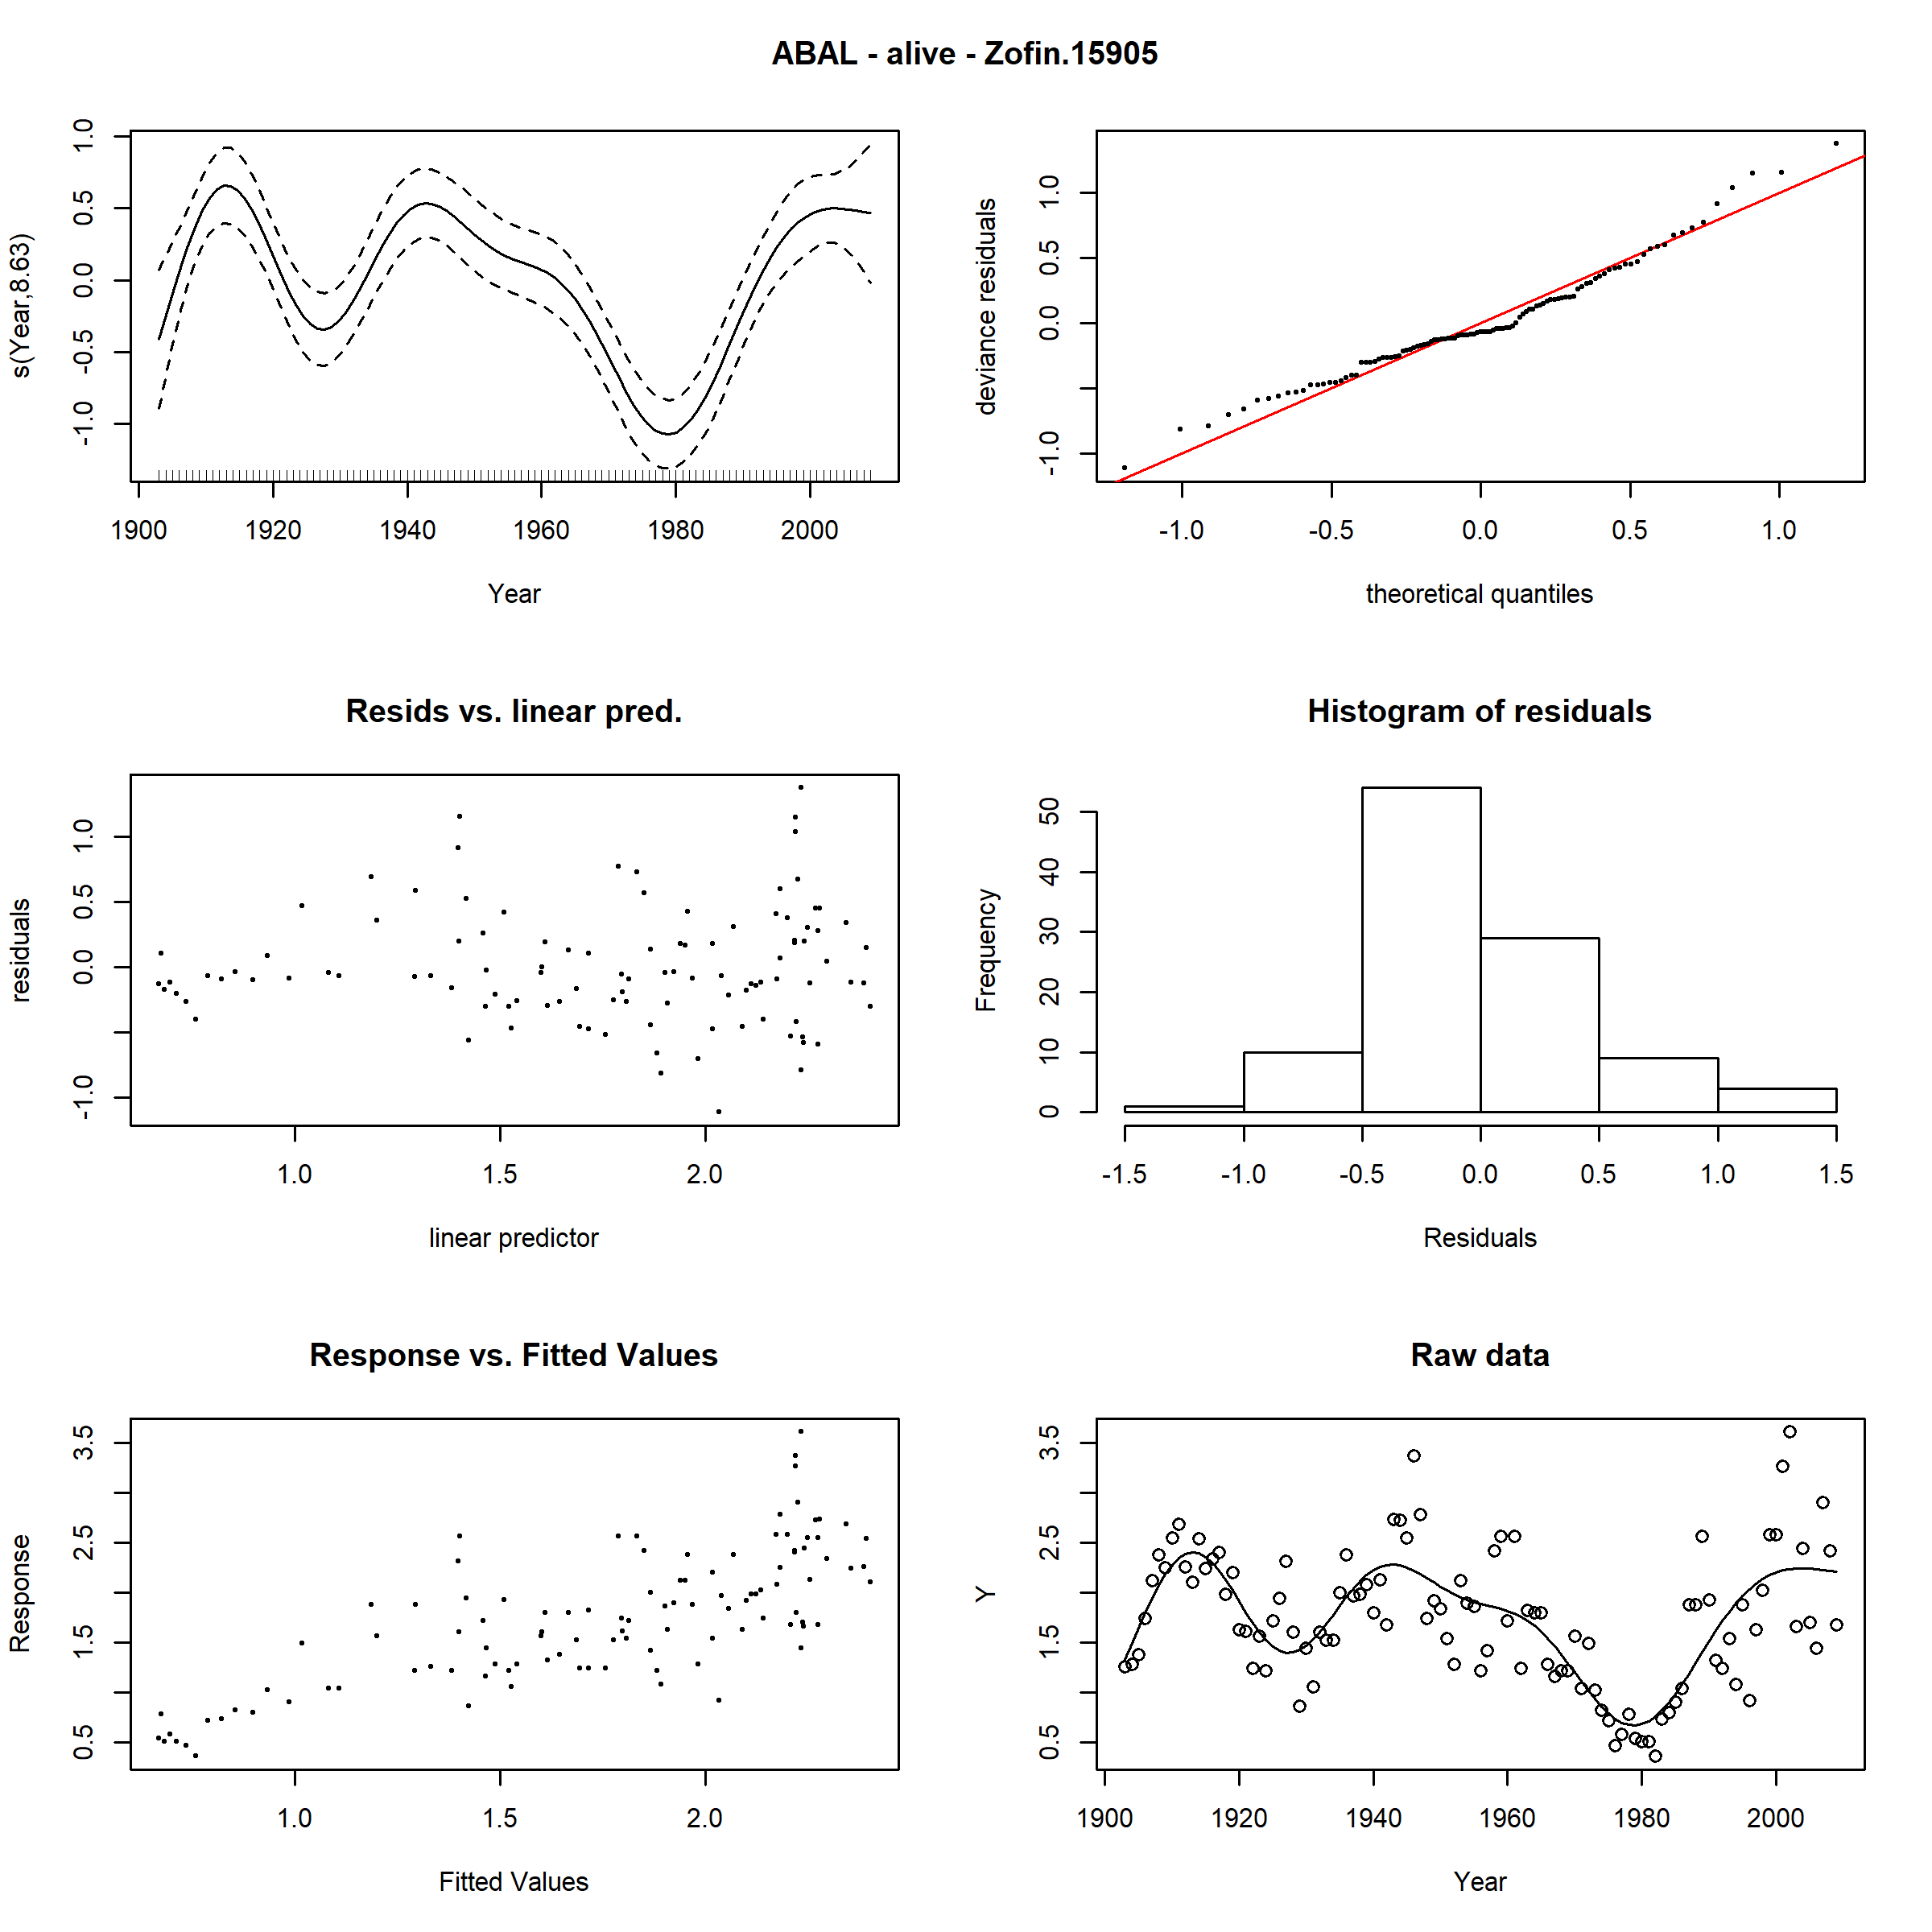 ABAL - alive - Zofin.15905
s(Year,8.63)
1.0
0.5
0.0
-0.5
-1.0
1900 1920 1940 1960 1980 2000
Year
deviance residuals
1.0
0.5
0.0
-1.0
-1.0 -0.5 0.0 0.5 1.0
theoretical quantiles
Resids vs. linear pred.
residuals
1.0
0.5
0.0
-1.0
1.0 1.5 2.0
linear predictor
Histogram of residuals
Frequency
50
40
30
20
10
0
-1.5 -1.0 -0.5 0.0 0.5 1.0 1.5
Residuals
Response vs. Fitted Values
Response
3.5
2.5
1.5
0.5
1.0 1.5 2.0
Fitted Values
Raw data
Y
3.5
2.5
1.5
0.5
1900 1920 1940 1960 1980 2000
Year